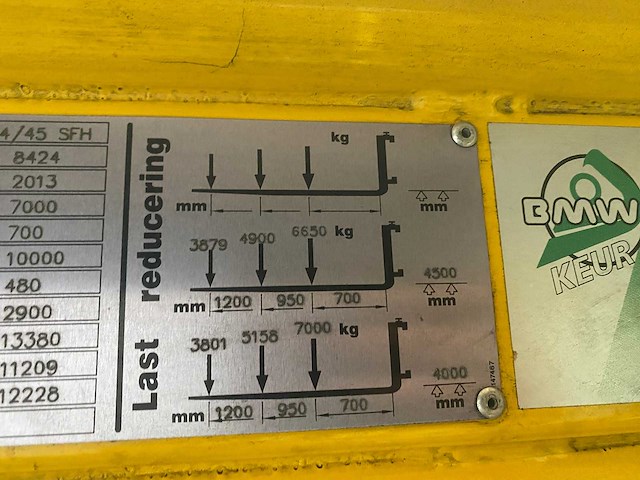 4/45 SFH
8424
2013
7000
700
10000
480
2900
13380
11209
12228
Last reducering
kg
mm
mm
3879 4900 6650 kg
4500
mm 1200 950 700 mm
3801 5158 7000 kg
4000
mm 1200 950 700 mm
BMW
KEUR